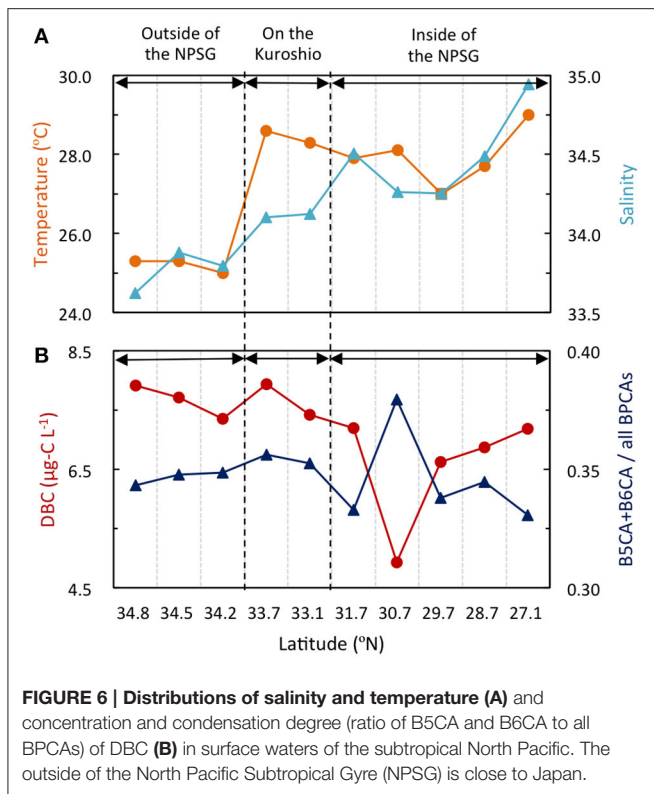 A
Outside of
the NPSG
On the
Kuroshio
Inside of
the NPSG
30.0
28.0
26.0
24.0
Temperature (ºC)
35.0
34.5
34.0
33.5
Salinity
B
8.5
6.5
4.5
DBC (μg-C L-1)
0.40
0.35
0.30
B5CA+B6CA / all BPCAs
34.8 34.5 34.2 33.7 33.1 31.7 30.7 29.7 28.7 27.1
Latitude (ºN)
FIGURE 6 | Distributions of salinity and temperature (A) and
concentration and condensation degree (ratio of B5CA and B6CA to all
BPCAs) of DBC (B) in surface waters of the subtropical North Pacific. The
outside of the North Pacific Subtropical Gyre (NPSG) is close to Japan.